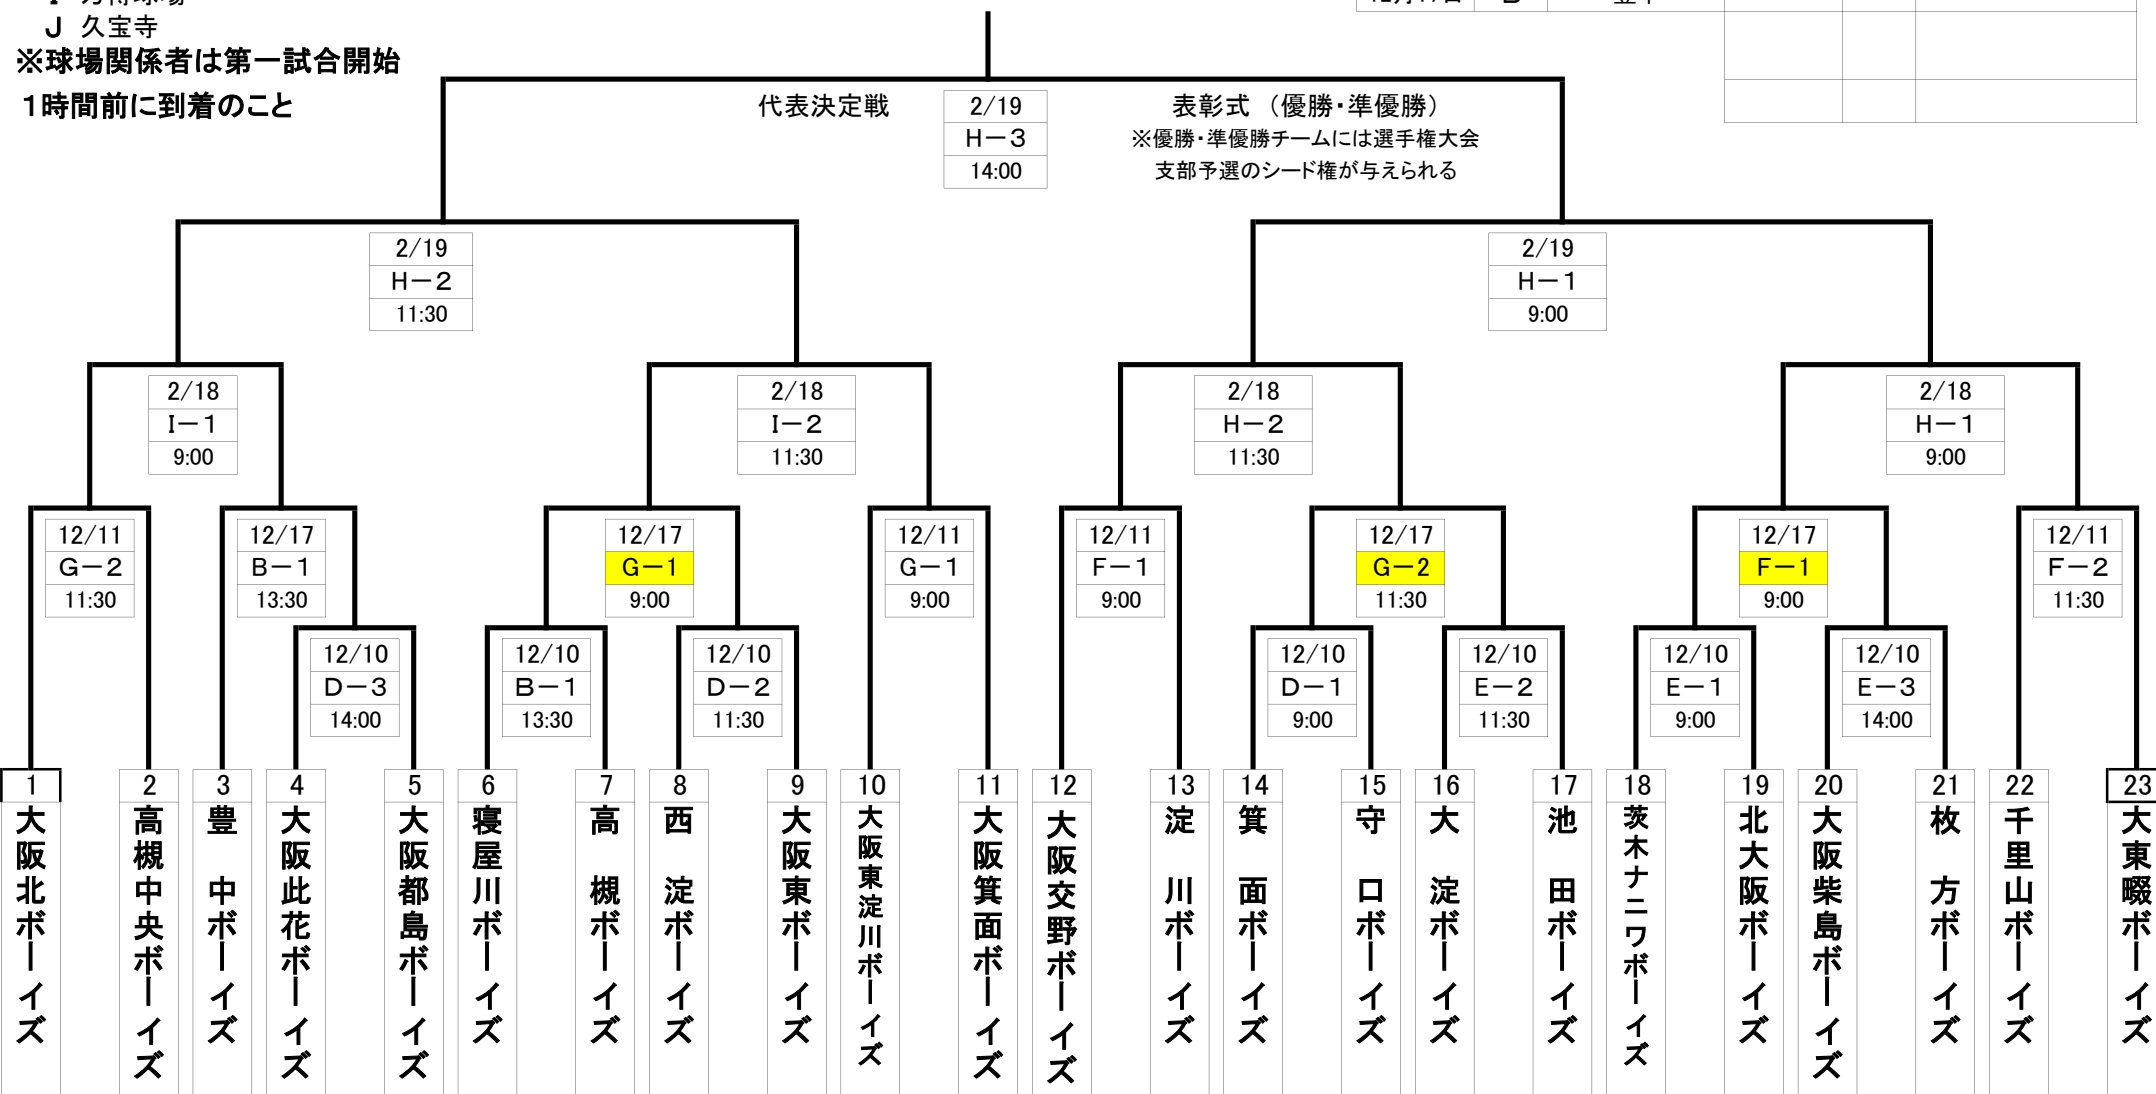 J 久宝寺
※球場関係者は第一試合開始
1時間前に到着のこと
代表決定戦
2/19
H－3
14:00
表彰式 （優勝・準優勝）
※優勝・準優勝チームには選手権大会
支部予選のシード権が与えられる
2/19
H－2
11:30
2/19
H－1
9:00
2/18
I－1
9:00
2/18
I－2
11:30
2/18
H－2
11:30
2/18
H－1
9:00
12/11
G－2
11:30
12/17
B－1
13:30
12/17
G－1
9:00
12/11
G－1
9:00
12/11
F－1
9:00
12/17
G－2
11:30
12/17
F－1
9:00
12/11
F－2
11:30
12/10
D－3
14:00
12/10
B－1
13:30
12/10
D－2
11:30
12/10
D－1
9:00
12/10
E－2
11:30
12/10
E－1
9:00
12/10
E－3
14:00
1
大阪北ボーイズ
2
高槻中央ボーイズ
3
豊 中ボーイズ
4
大阪此花ボーイズ
5
大阪都島ボーイズ
6
寝屋川ボーイズ
7
高 槻ボーイズ
8
西 淀ボーイズ
9
大阪東ボーイズ
10
大阪東淀川ボーイズ
11
大阪箕面ボーイズ
12
大阪交野ボーイズ
13
淀 川ボーイズ
14
箕 面ボーイズ
15
守 口ボーイズ
16
大 淀ボーイズ
17
池 田ボーイズ
18
茨木ナニワボーイズ
19
北大阪ボーイズ
20
大阪柴島ボーイズ
21
枚 方ボーイズ
22
千里山ボーイズ
23
大東畷ボーイズ